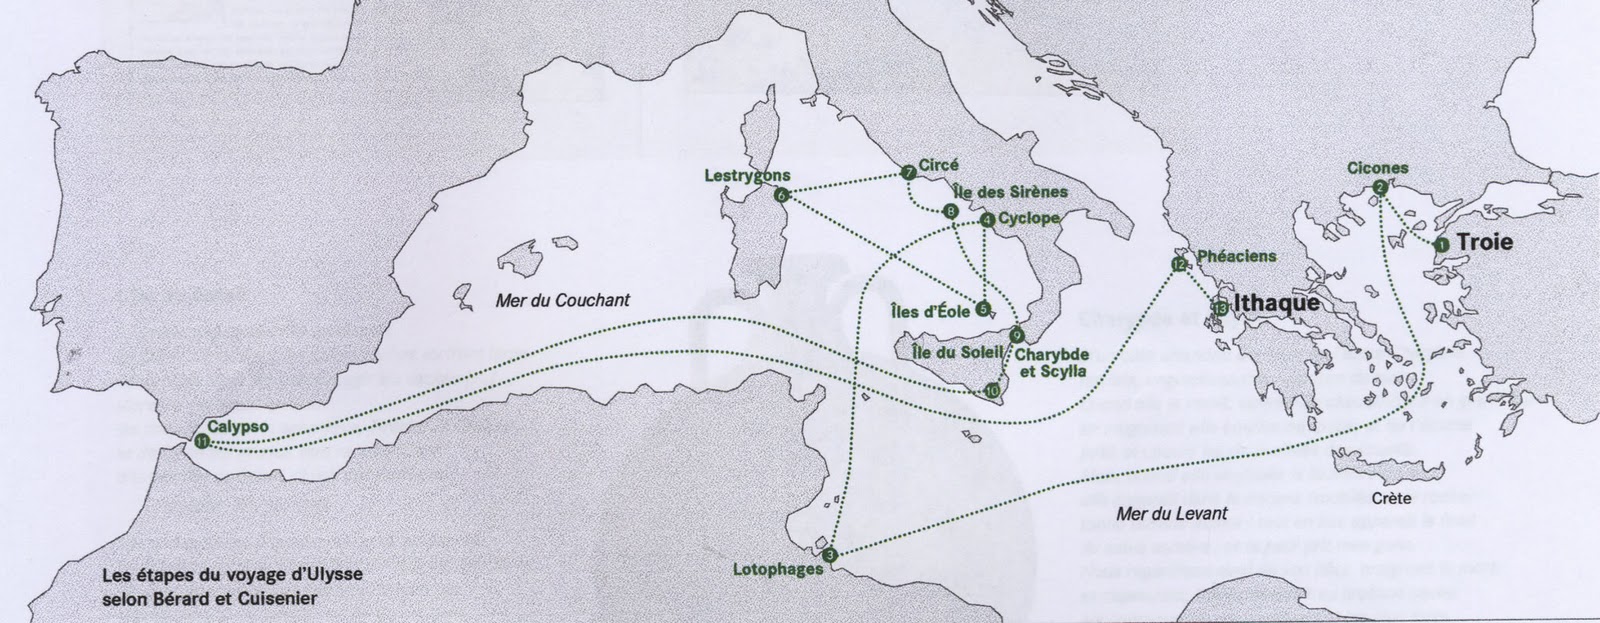 Circé
7
Cicones
2
Lestrygons
6
Île des Sirènes
8
4
Cyclope
1
Troie
Phéaciens
12
Mer du Couchant
Îles d'Éole
5
13
Ithaque
9
Île du Soleil
Charybde
et Scylla
10
Calypso
11
Crète
Mer du Levant
3
Lotophages
Les étapes du voyage d'Ulysse
selon Bérard et Cuisenier